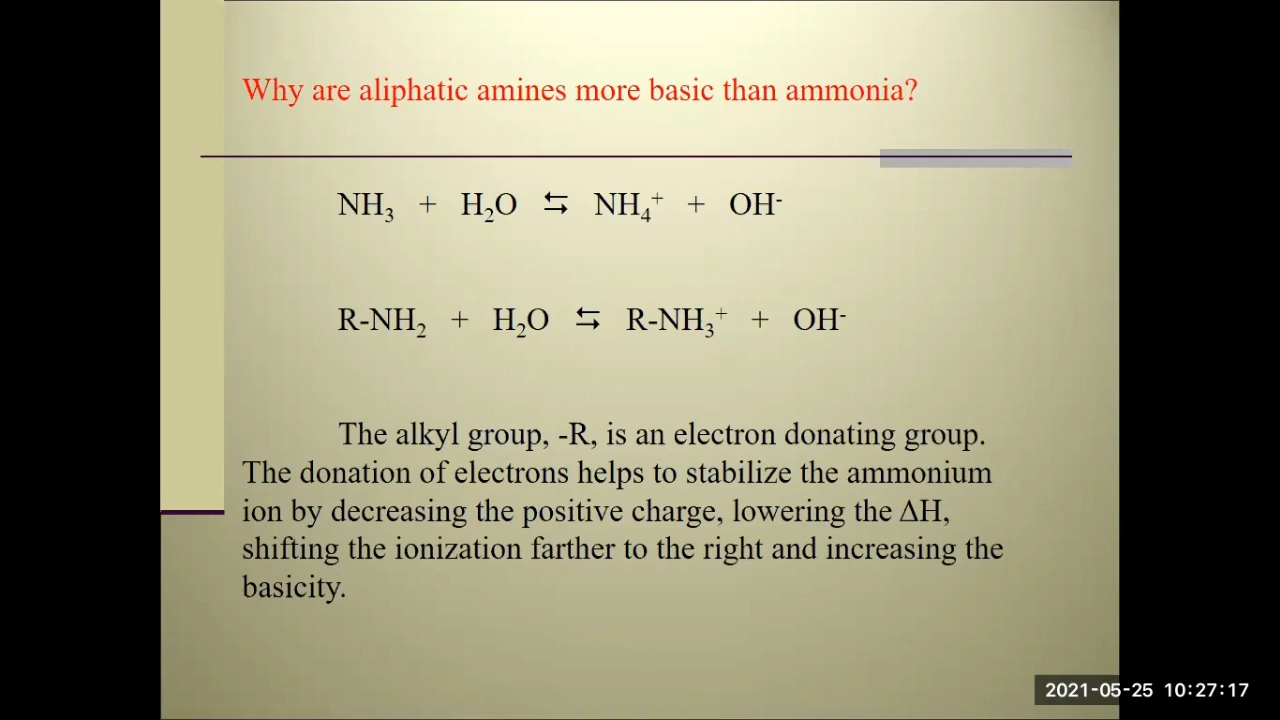 Why are aliphatic amines more basic than ammonia?
NH₃ + H₂O ⇆ NH₄⁺ + OH⁻
R-NH₂ + H₂O ⇆ R-NH₃⁺ + OH⁻
The alkyl group, -R, is an electron donating group.
The donation of electrons helps to stabilize the ammonium
ion by decreasing the positive charge, lowering the ΔH,
shifting the ionization farther to the right and increasing the
basicity.
2021-05-25 10:27:17